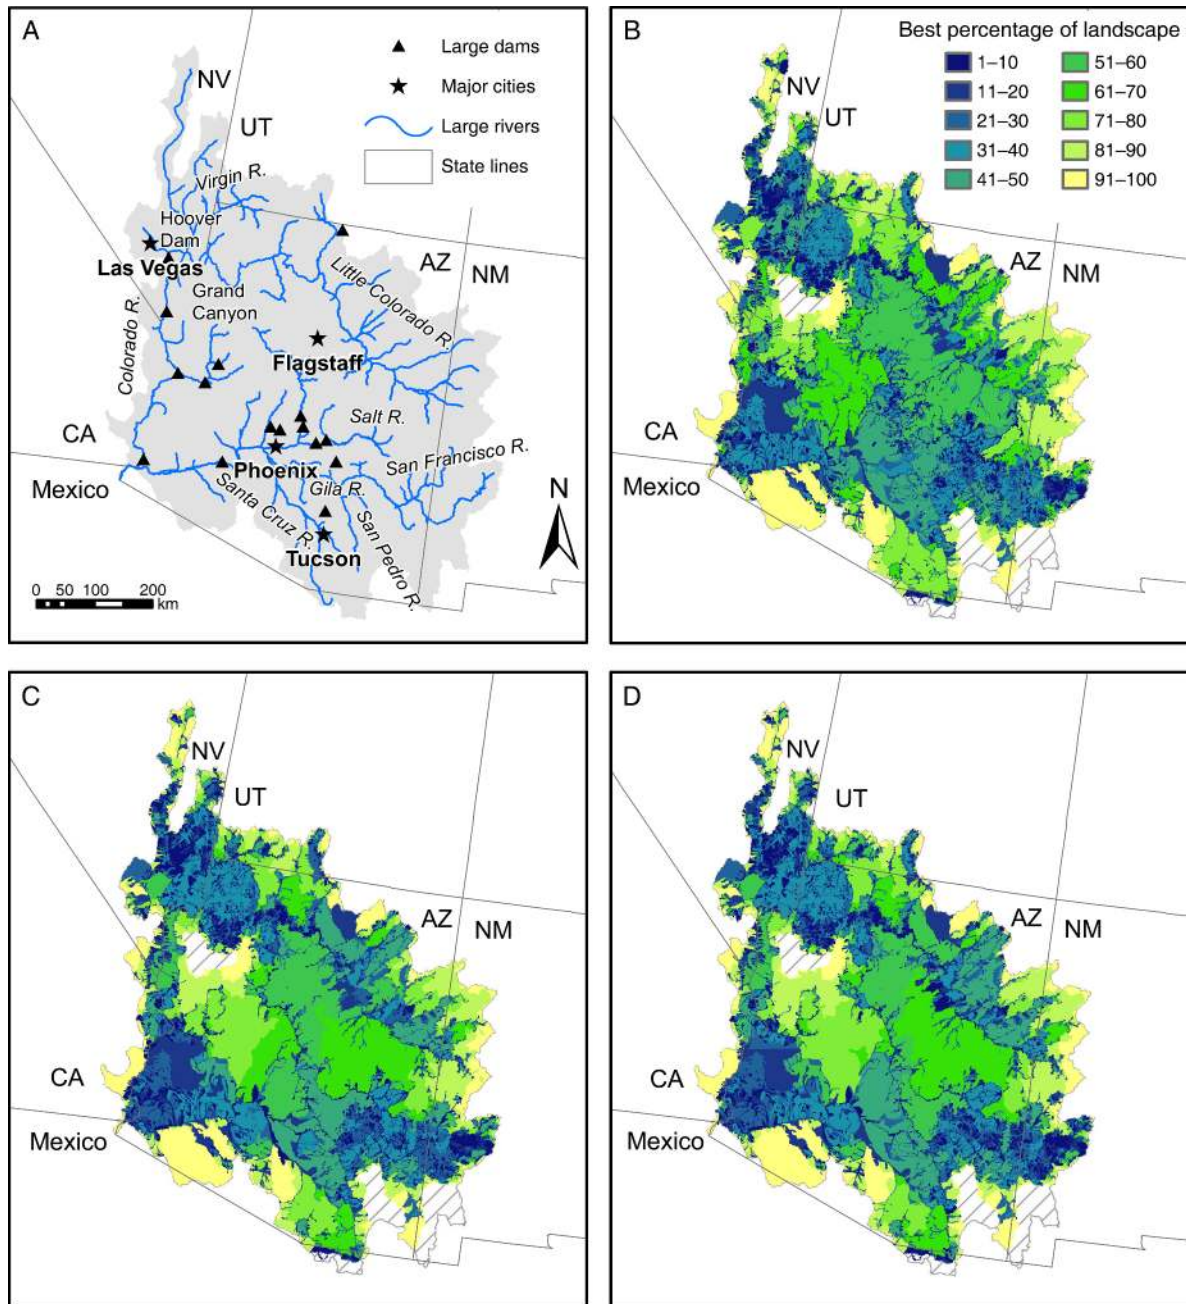 A
Large dams
Major cities
Large rivers
State lines
NV
UT
Virgin R.
Hoover
Dam
Las Vegas
AZ
NM
Grand
Canyon
Little Colorado R.
Colorado R.
Flagstaff
Salt R.
CA
San Francisco R.
Phoenix
Mexico
Gila R.
Santa Cruz R.
San Pedro R.
N
Tucson
0 50 100 200
km
B
Best percentage of landscape
1–10
11–20
21–30
31–40
41–50
51–60
61–70
71–80
81–90
91–100
NV
UT
AZ
NM
CA
Mexico
C
NV
UT
AZ
NM
CA
Mexico
D
NV
UT
AZ
NM
CA
Mexico